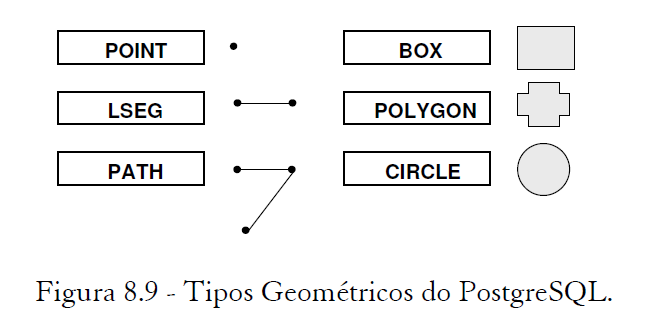 POINT
BOX
LSEG
POLYGON
PATH
CIRCLE
Figura 8.9 - Tipos Geométricos do PostgreSQL.